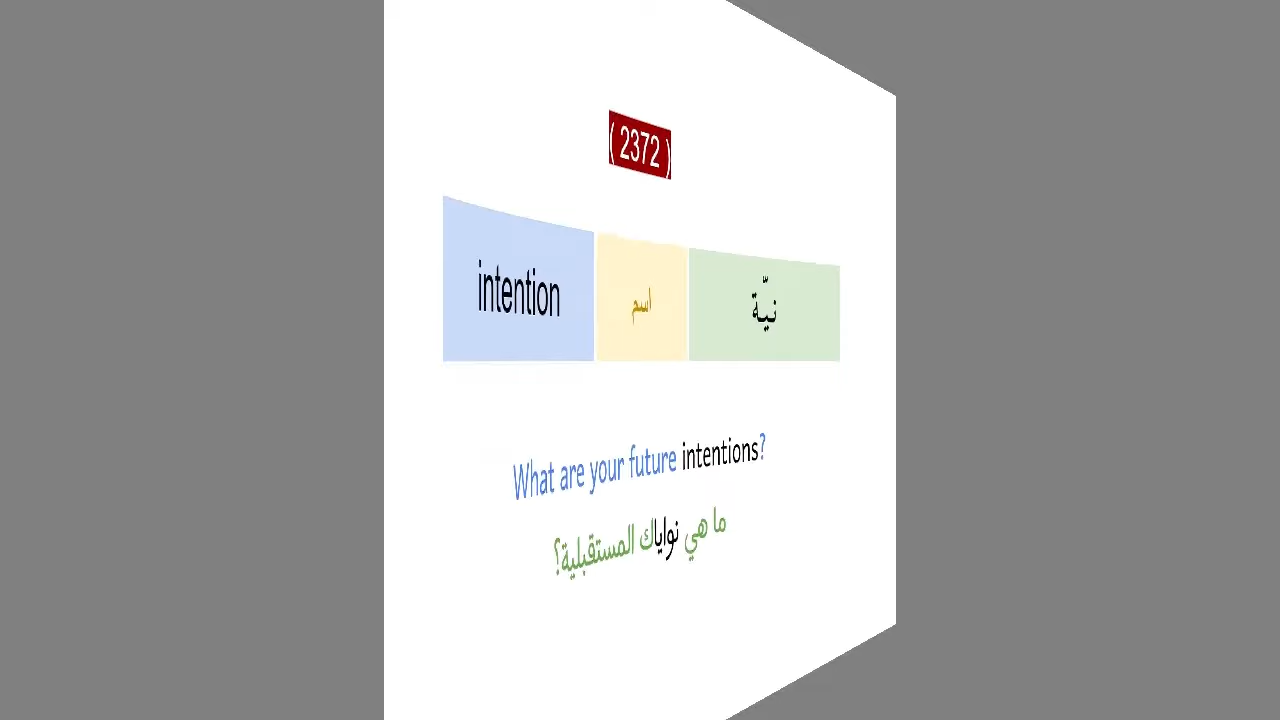 ( 2372 )
intention اسم نيّة
What are your future intentions?
ما هي نواياك المستقبلية؟